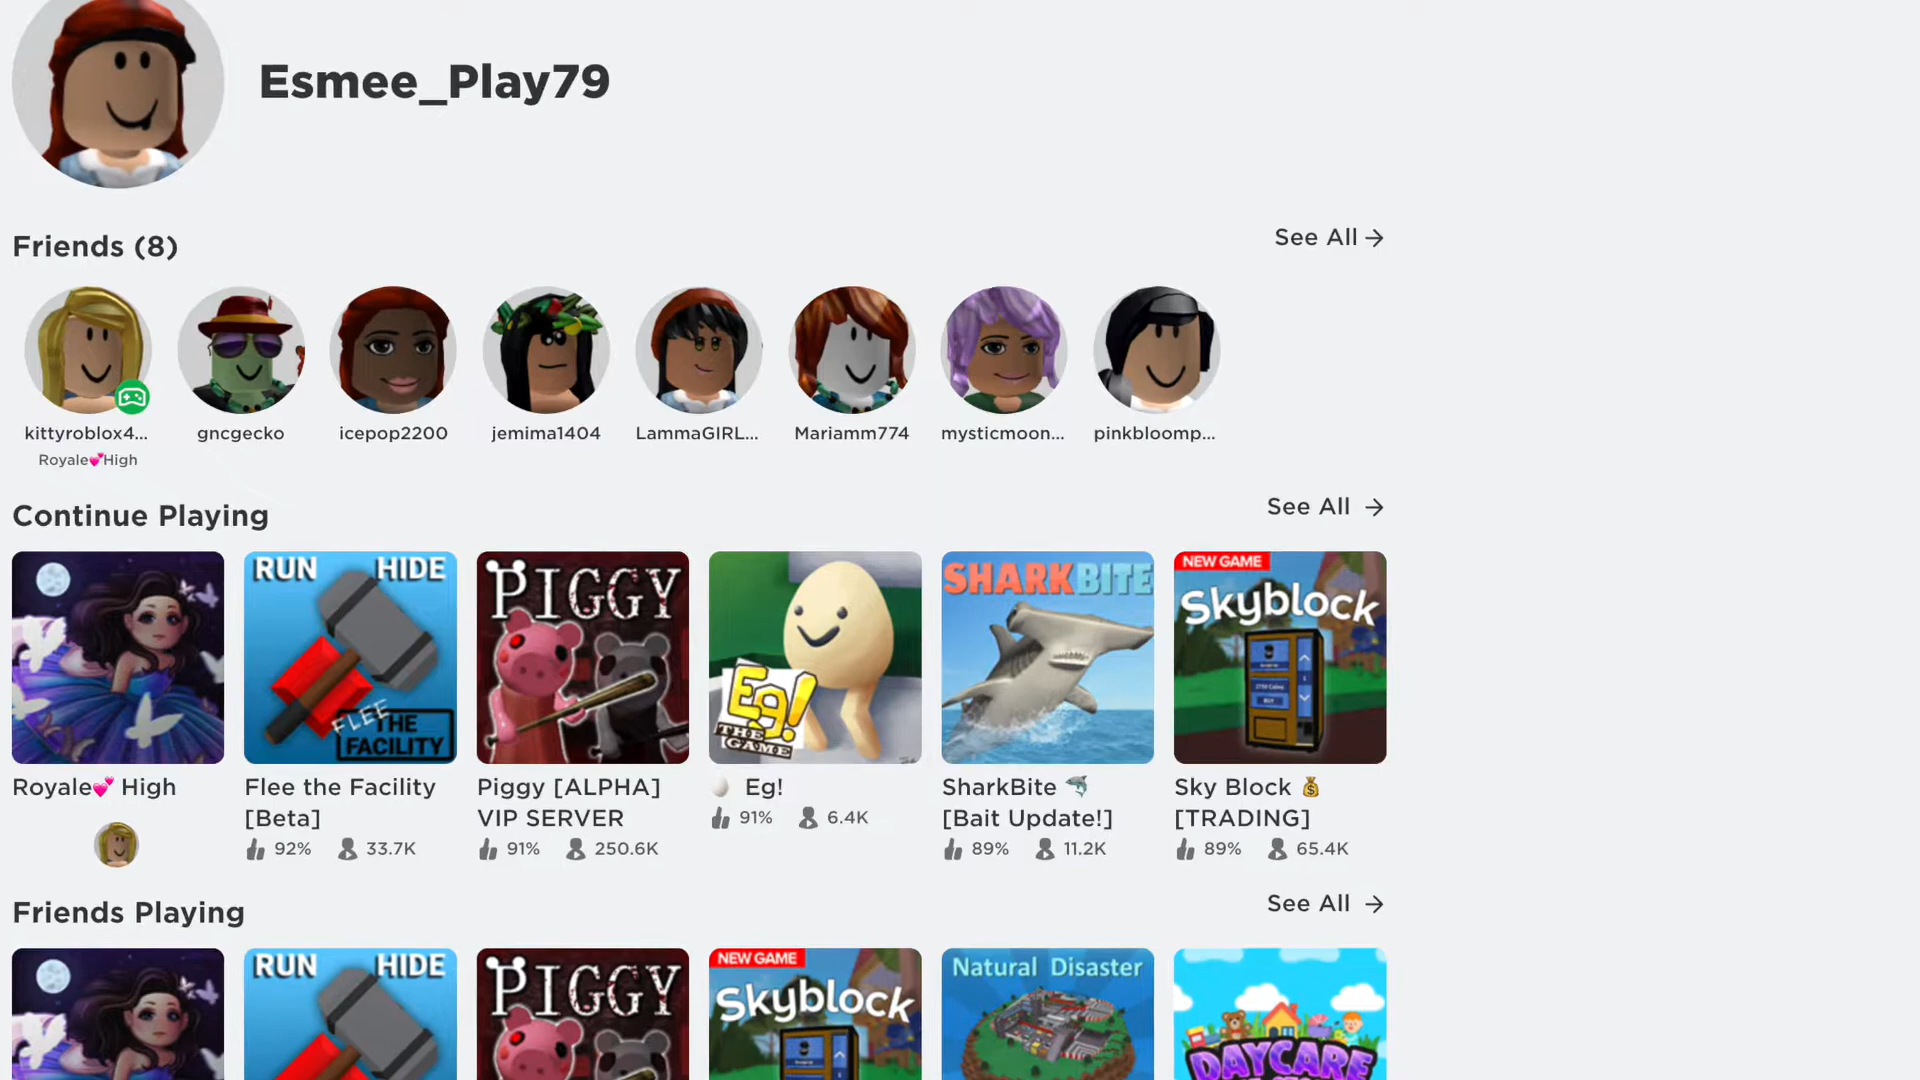 Esmee_Play79
Friends (8)
See All
kittyroblox4...
gncgecko
icepop2200
jemima1404
LammaGIRL...
Mariamm774
mysticmoon...
pinkbloomp...
Royale💕High
Continue Playing
See All
RUN HIDE
FLEE THE FACILITY
PIGGY
Eg!
THE GAME
SHARKBITE
NEW GAME
Skyblock
Royale💕 High
Flee the Facility
[Beta]
92% 33.7K
Piggy [ALPHA]
VIP SERVER
91% 250.6K
🥚 Eg!
91% 6.4K
SharkBite 🦈
[Bait Update!]
89% 11.2K
Sky Block 💰
[TRADING]
89% 65.4K
Friends Playing
See All
RUN HIDE
PIGGY
NEW GAME
Skyblock
Natural Disaster
DAYCARE